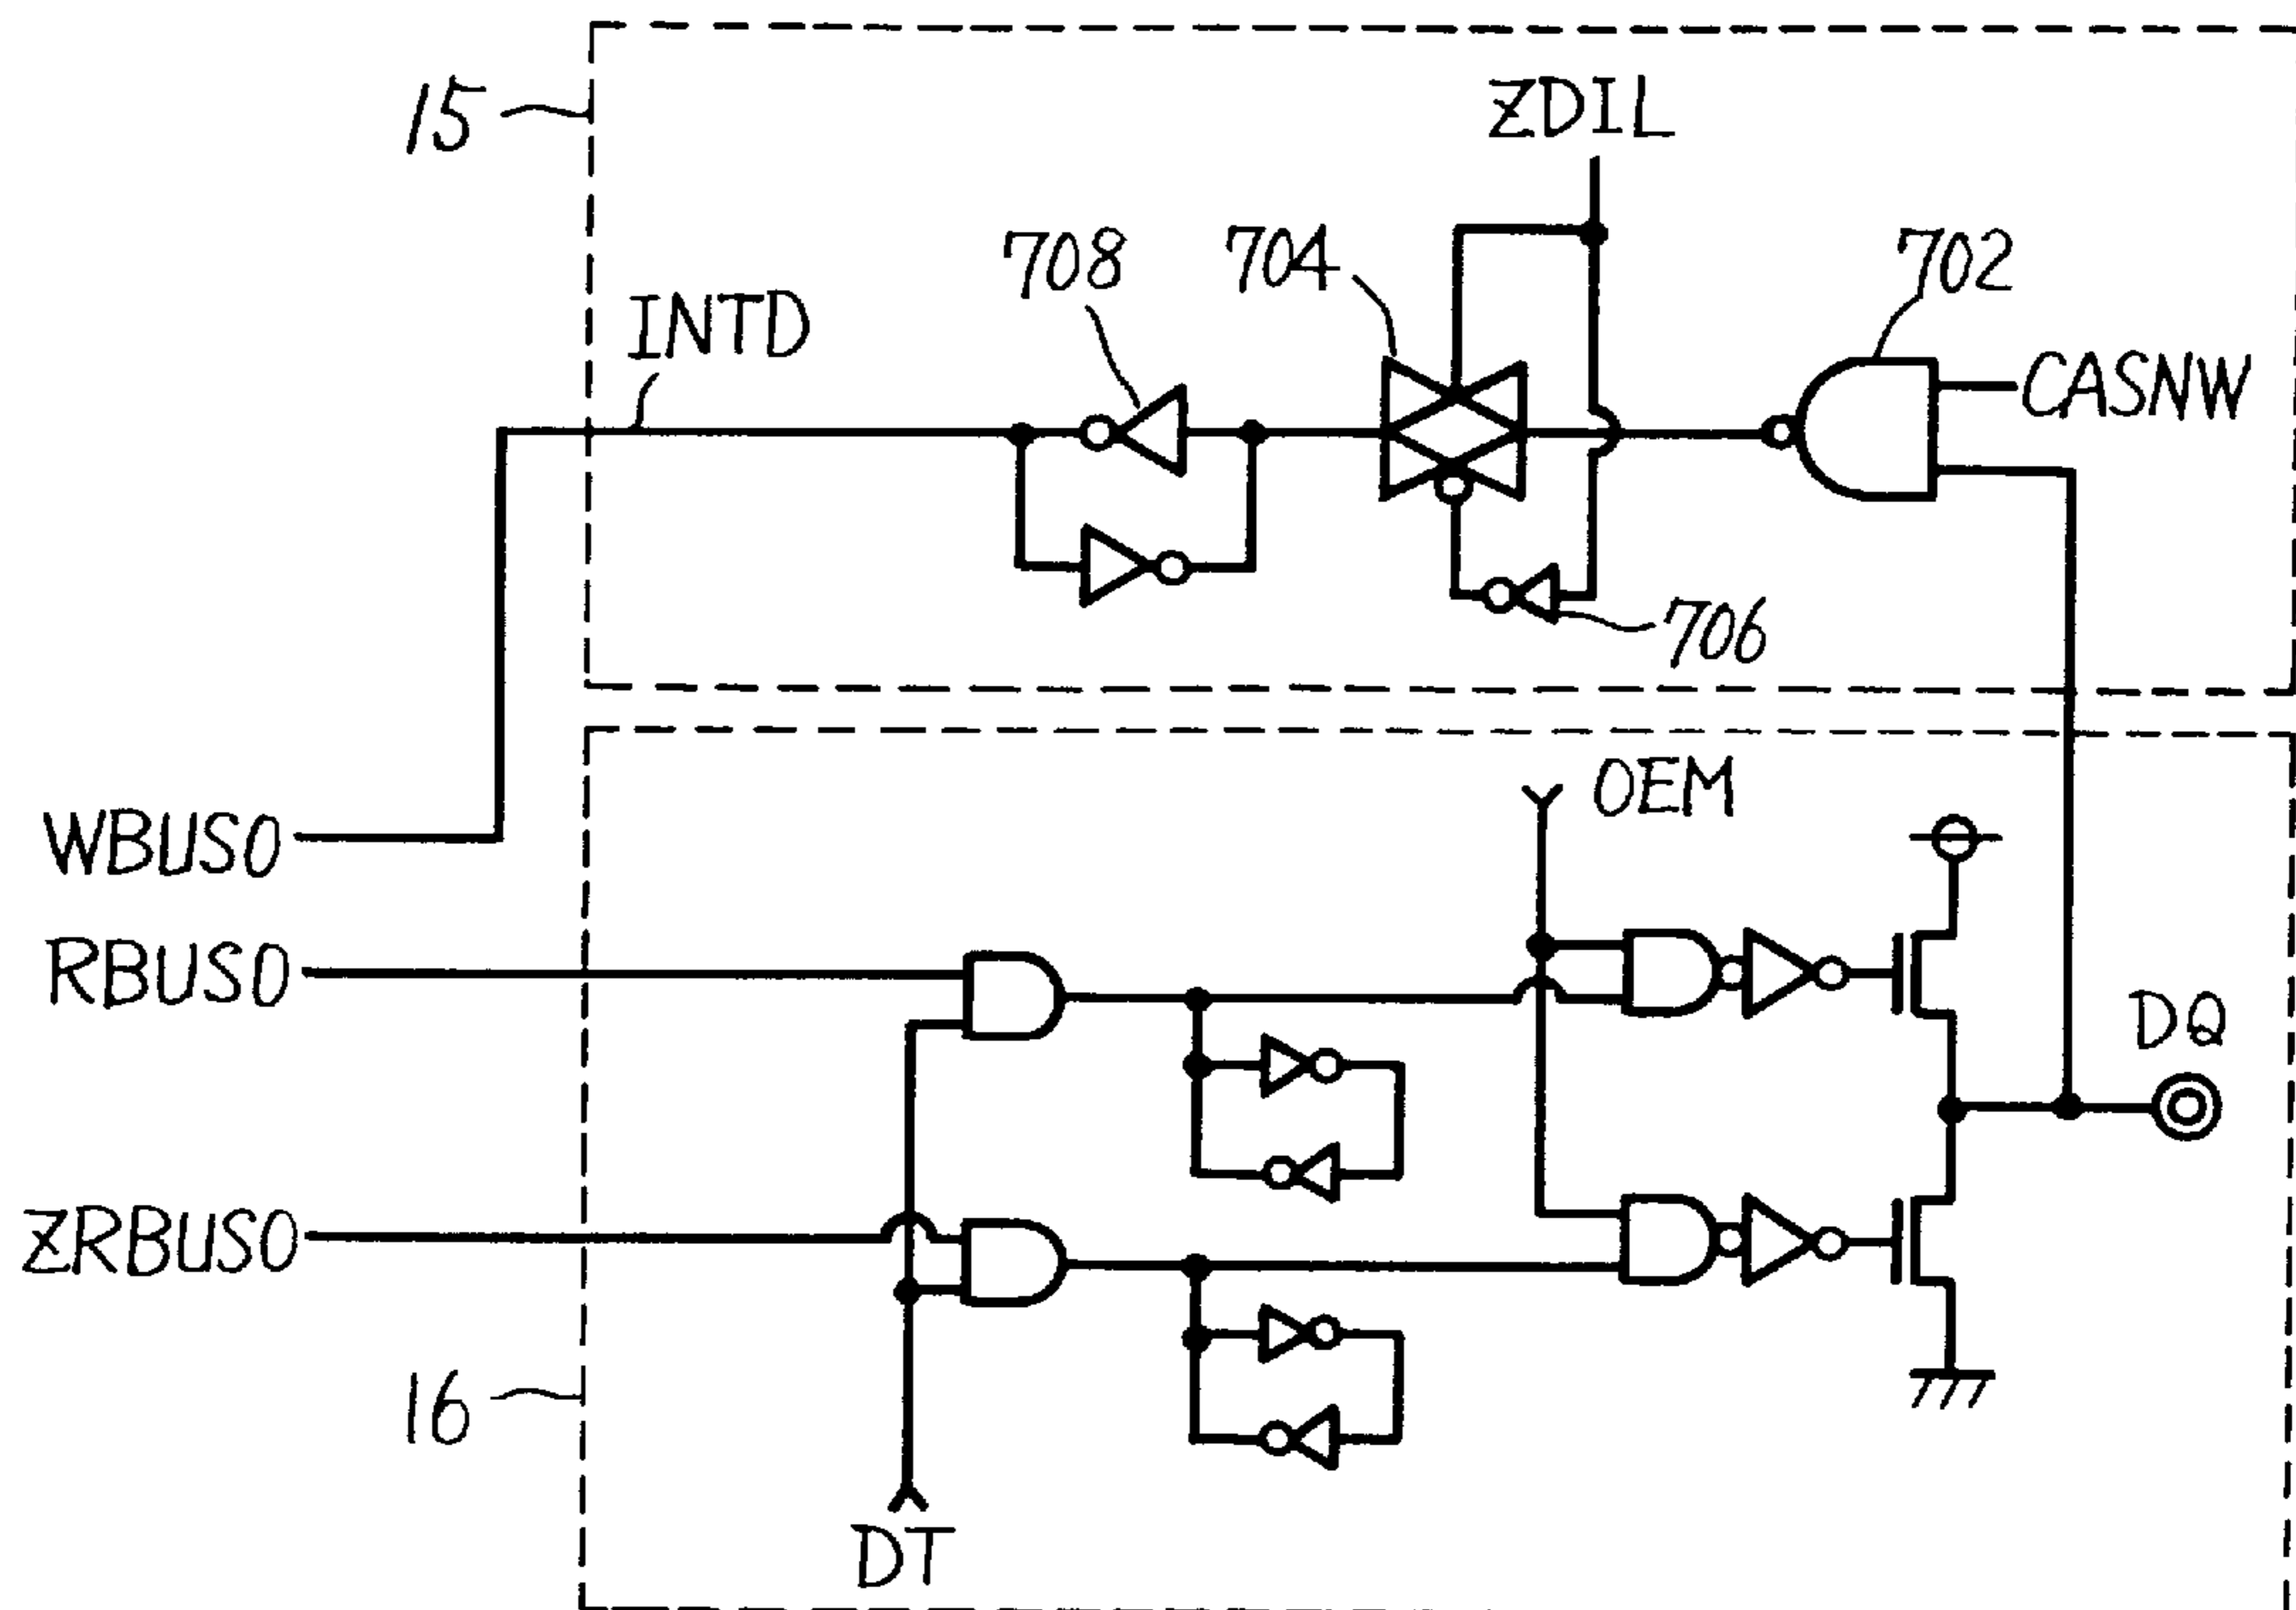 15
ZDIL
708
704
702
INTD
CASNW
706
OEM
WBUS0
RBUS0
DQ
ZRBUS0
16
DT